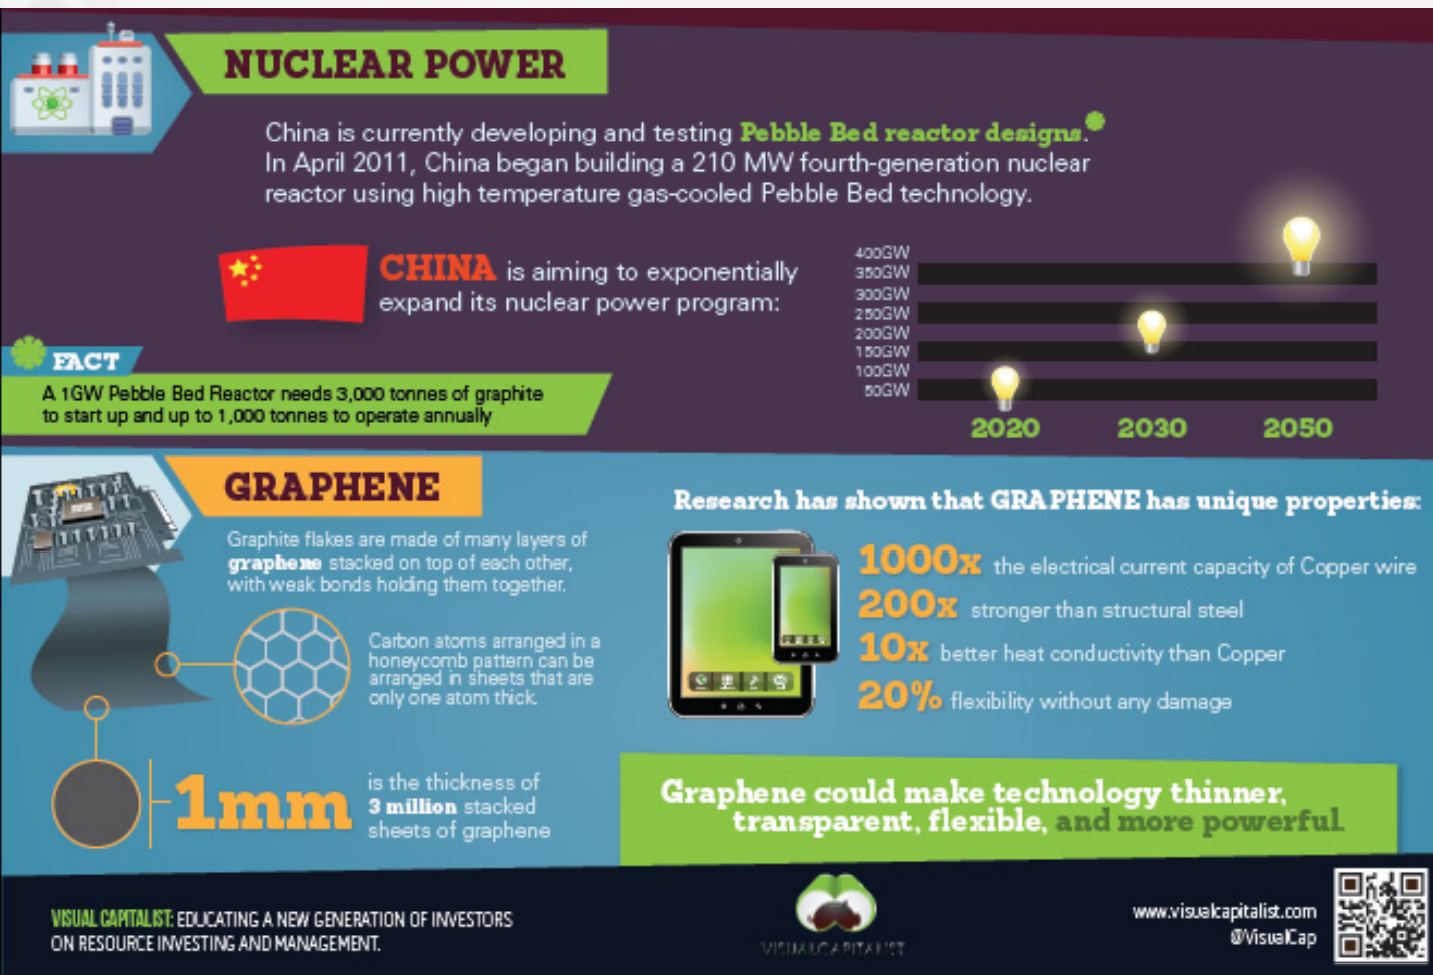 NUCLEAR POWER
China is currently developing and testing Pebble Bed reactor designs.
In April 2011, China began building a 210 MW fourth-generation nuclear
reactor using high temperature gas-cooled Pebble Bed technology.
CHINA is aiming to exponentially
expand its nuclear power program:
400GW
350GW
300GW
250GW
200GW
150GW
100GW
50GW
2020 2030 2050
FACT
A 1GW Pebble Bed Reactor needs 3,000 tonnes of graphite
to start up and up to 1,000 tonnes to operate annually
GRAPHENE
Graphite flakes are made of many layers of
graphene stacked on top of each other,
with weak bonds holding them together.
Carbon atoms arranged in a
honeycomb pattern can be
arranged in sheets that are
only one atom thick.
1mm
is the thickness of
3 million stacked
sheets of graphene
Research has shown that GRAPHENE has unique properties:
1000x the electrical current capacity of Copper wire
200x stronger than structural steel
10x better heat conductivity than Copper
20% flexibility without any damage
Graphene could make technology thinner,
transparent, flexible, and more powerful.
VISUAL CAPITALIST: EDUCATING A NEW GENERATION OF INVESTORS
ON RESOURCE INVESTING AND MANAGEMENT.
VISUALCAPITALIST
www.visualcapitalist.com
@VisualCap